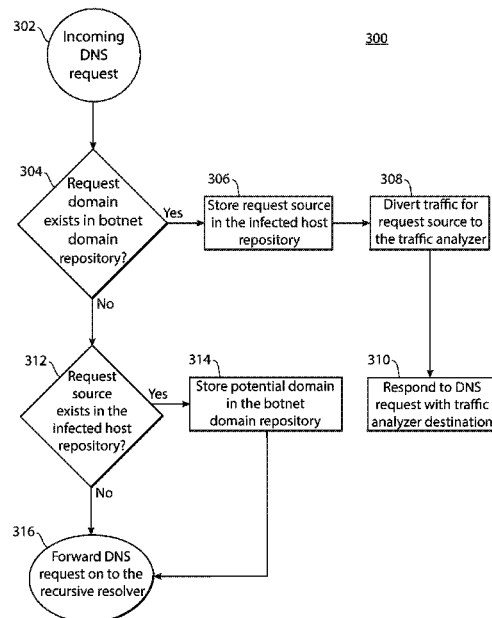 302
Incoming
DNS
request
300
304
Request
domain
exists in botnet
domain
repository?
Yes
306
Store request source
in the infected host
repository
308
Divert traffic for
request source to
the traffic analyzer
No
310
Respond to DNS
request with traffic
analyzer destination
312
Request
source
exists in the
infected host
repository?
Yes
314
Store potential domain
in the botnet
domain repository
No
316
Forward DNS
request on to the
recursive resolver